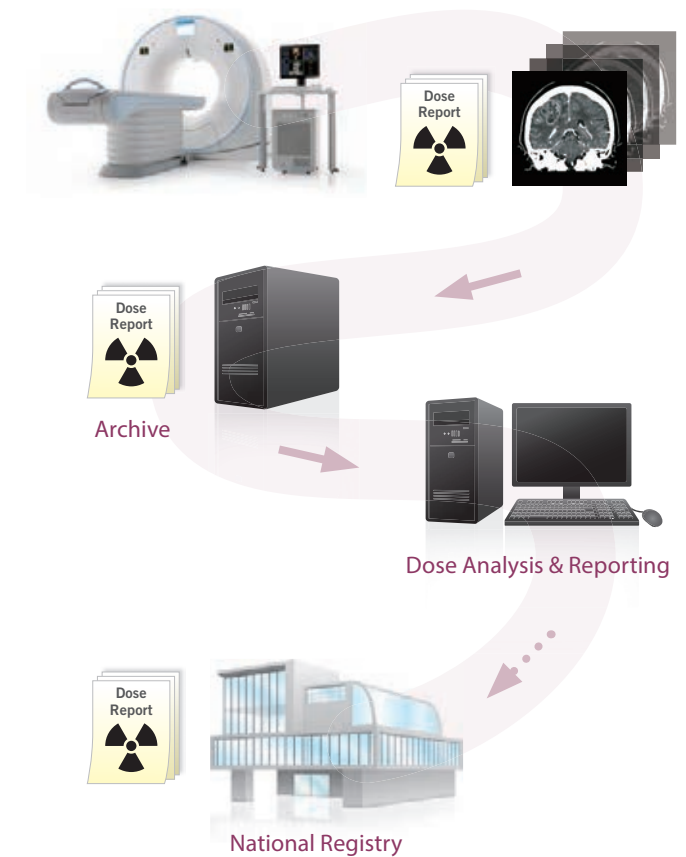 Dose
Report
Dose
Report
Archive
Dose Analysis & Reporting
Dose
Report
National Registry